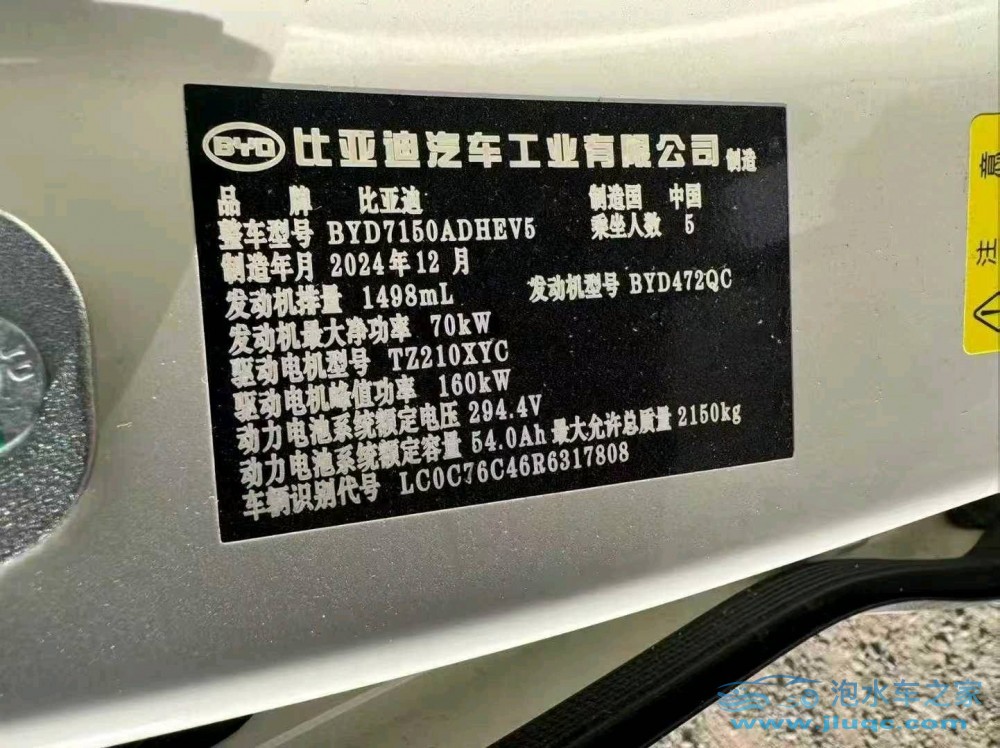 BYD 比亚迪汽车工业有限公司 制造
品 牌 比亚迪 制造国 中国
整车型号 BYD7150ADHEV5 乘坐人数 5
制造年月 2024年12月
发动机排量 1498mL 发动机型号 BYD472QC
发动机最大净功率 70kW
驱动电机型号 TZ210XYC
驱动电机峰值功率 160kW
动力电池系统额定电压 294.4V
动力电池系统额定容量 54.0Ah 最大允许总质量 2150kg
车辆识别代号 LC0C76C46R6317808
注 意
泡水车之家
www.jluqc.com